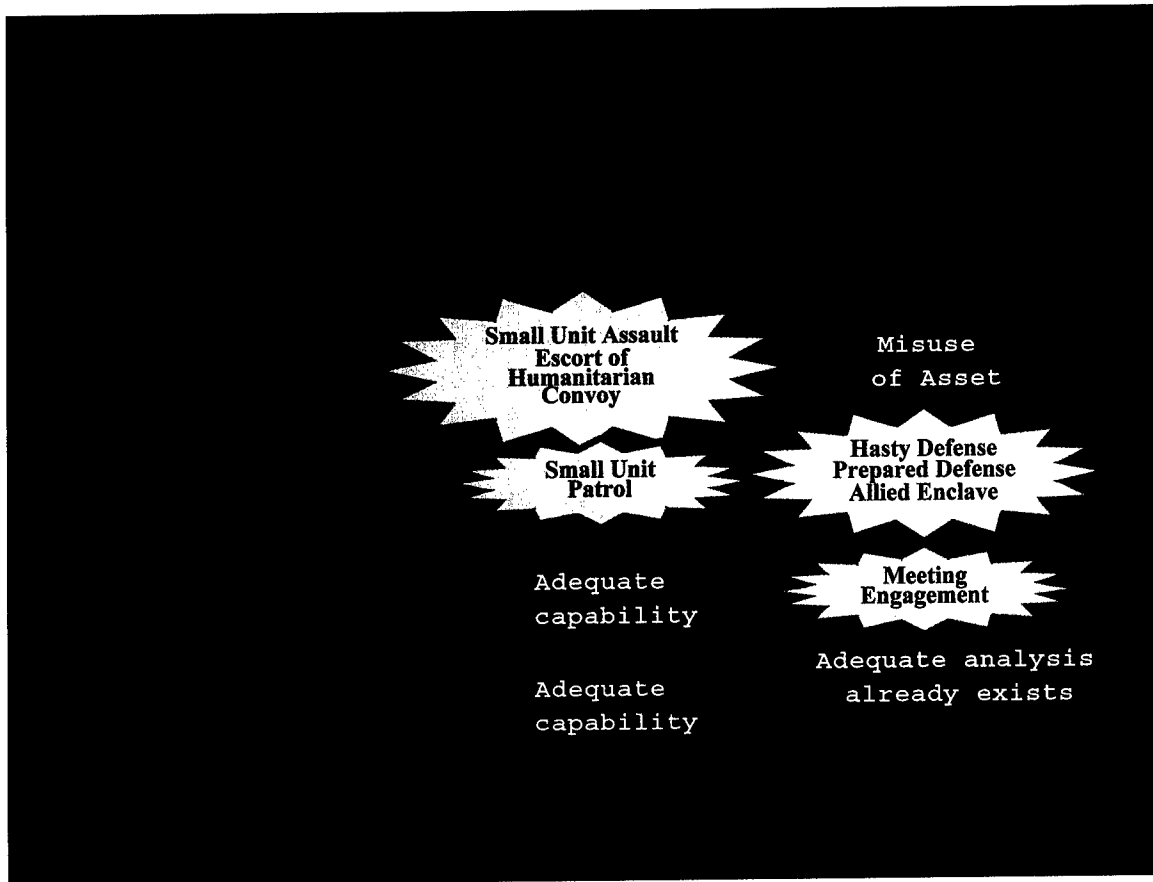 Small Unit Assault
Escort of
Humanitarian
Convoy
Small Unit
Patrol
Adequate
capability
Adequate
capability
Misuse
of Asset
Hasty Defense
Prepared Defense
Allied Enclave
Meeting
Engagement
Adequate analysis
already exists